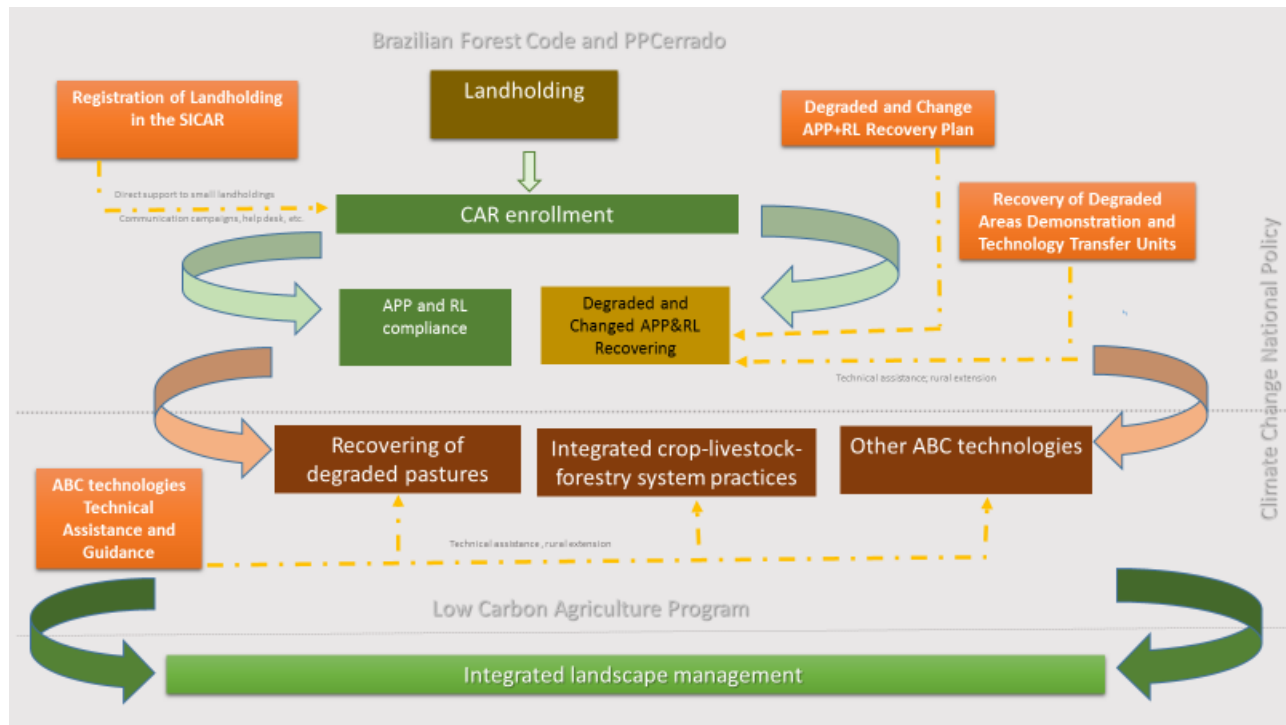 Brazilian Forest Code and PPCerrado
Registration of Landholding
in the SICAR
Landholding
Degraded and Change
APP+RL Recovery Plan
Direct support to small landholdings
Communication campaigns, help desk, etc.
CAR enrollment
Recovery of Degraded
Areas Demonstration and
Technology Transfer Units
APP and RL
compliance
Degraded and
Changed APP&RL
Recovering
Technical assistance, rural extension
Climate Change National Policy
Recovering of
degraded pastures
Integrated crop-livestock-
forestry system practices
Other ABC technologies
ABC technologies
Technical
Assistance and
Guidance
Technical assistance , rural extension
Low Carbon Agriculture Program
Integrated landscape management